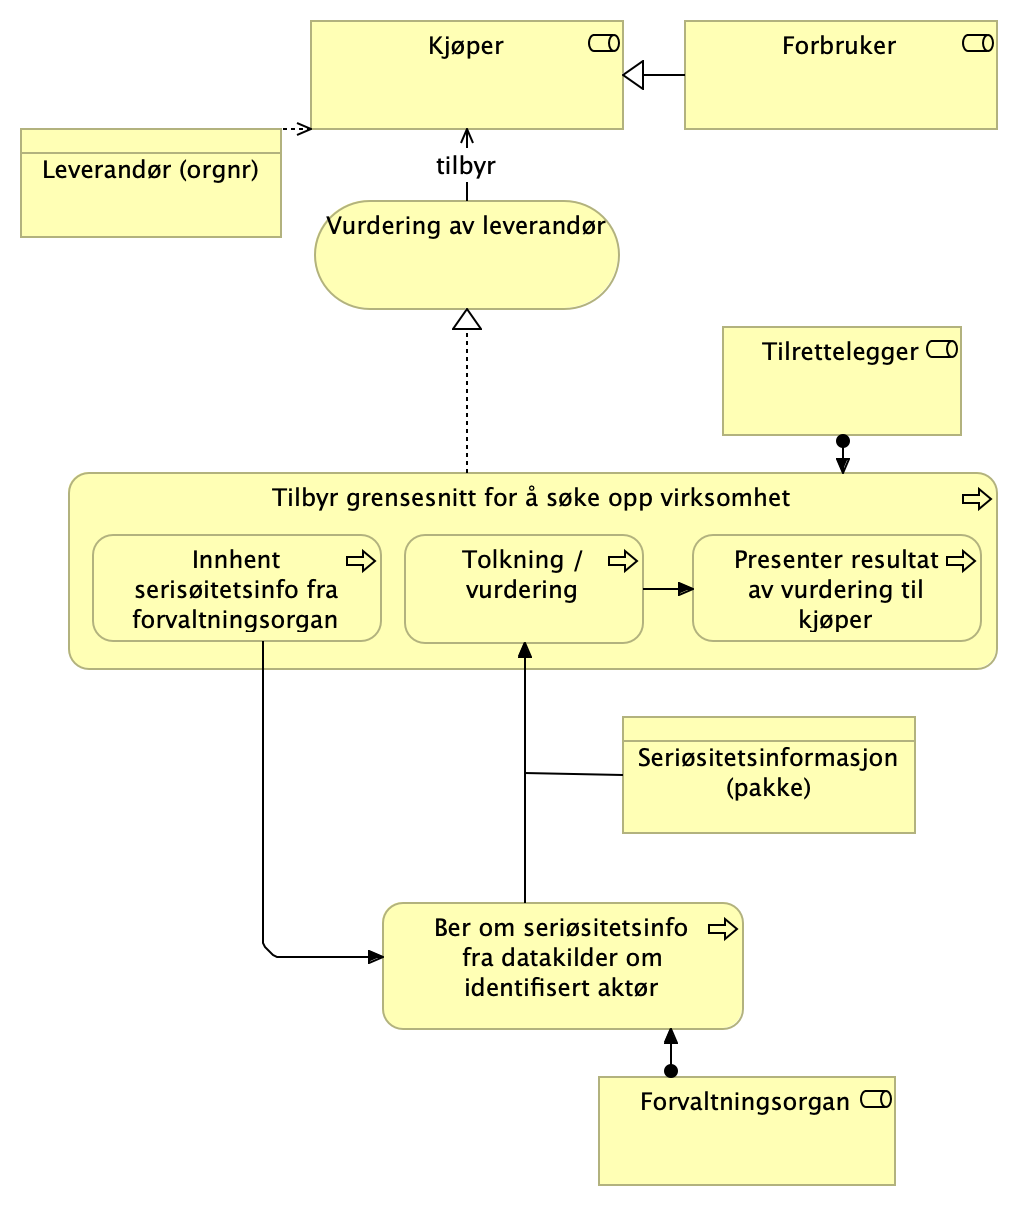 Kjøper
Forbruker
Leverandør (orgnr)
tilbyr
Vurdering av leverandør
Tilrettelegger
Tilbyr grensesnitt for å søke opp virksomhet
Innhent
serisøitetsinfo fra
forvaltningsorgan
Tolkning /
vurdering
Presenter resultat
av vurdering til
kjøper
Seriøsitetsinformasjon
(pakke)
Ber om seriøsitetsinfo
fra datakilder om
identifisert aktør
Forvaltningsorgan